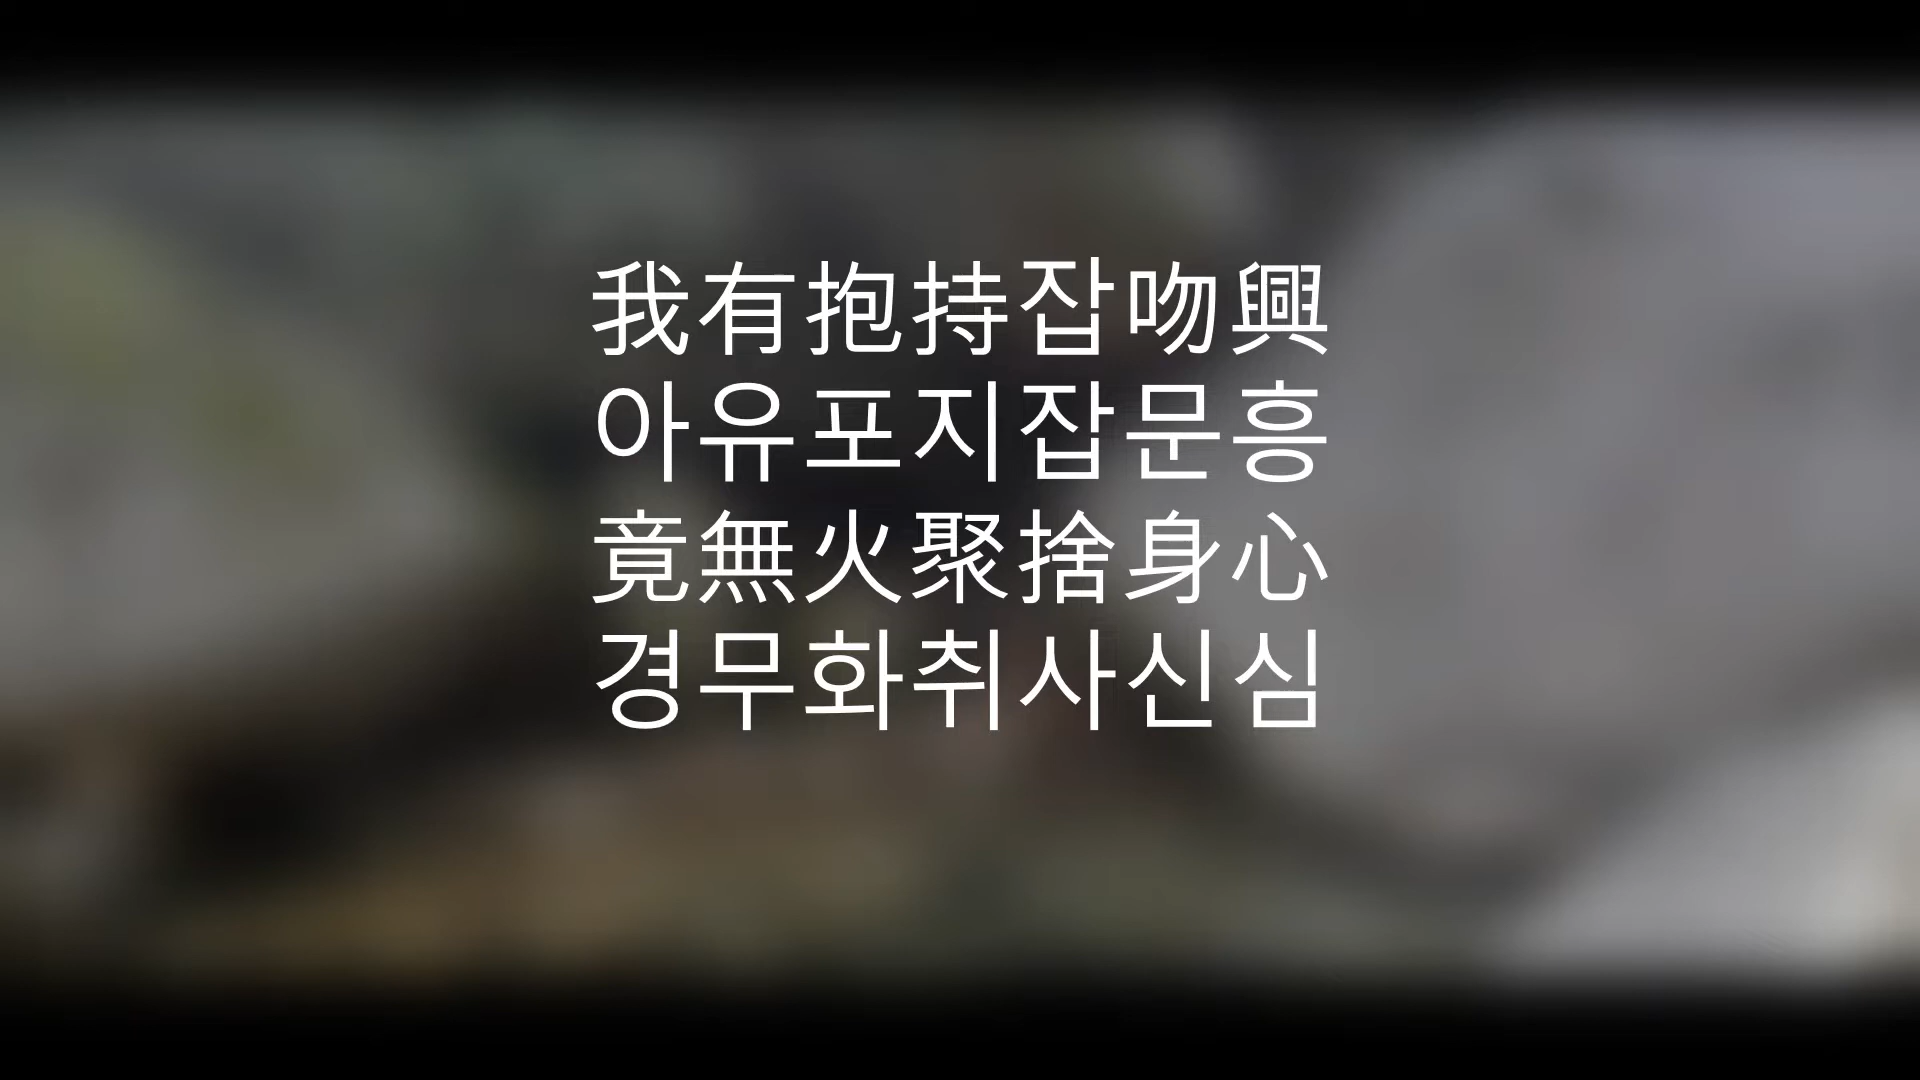 我有抱持잡吻興
아유포지잡문흥
竟無火聚捨身心
경무화취사신심